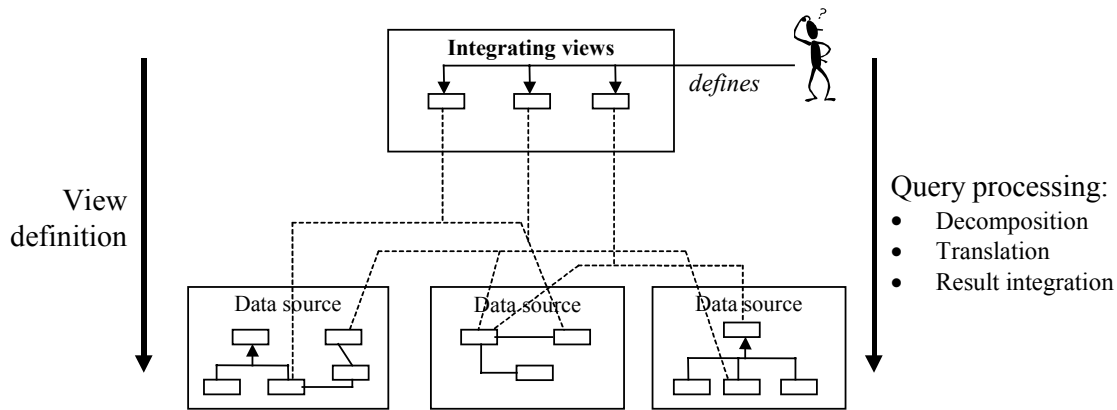 ?
Integrating views
defines
View
definition
Query processing:
• Decomposition
• Translation
• Result integration
Data source
Data source
Data source